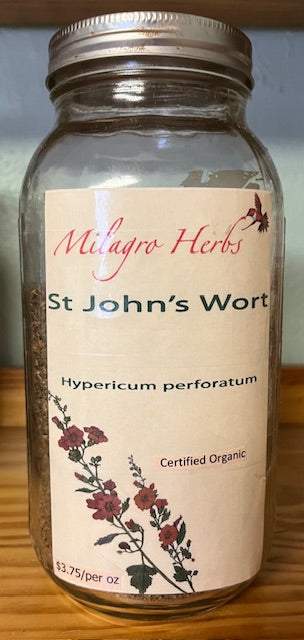 Milagro Herbs
St John's Wort
Hypericum perforatum
Certified Organic
$3.75/per oz